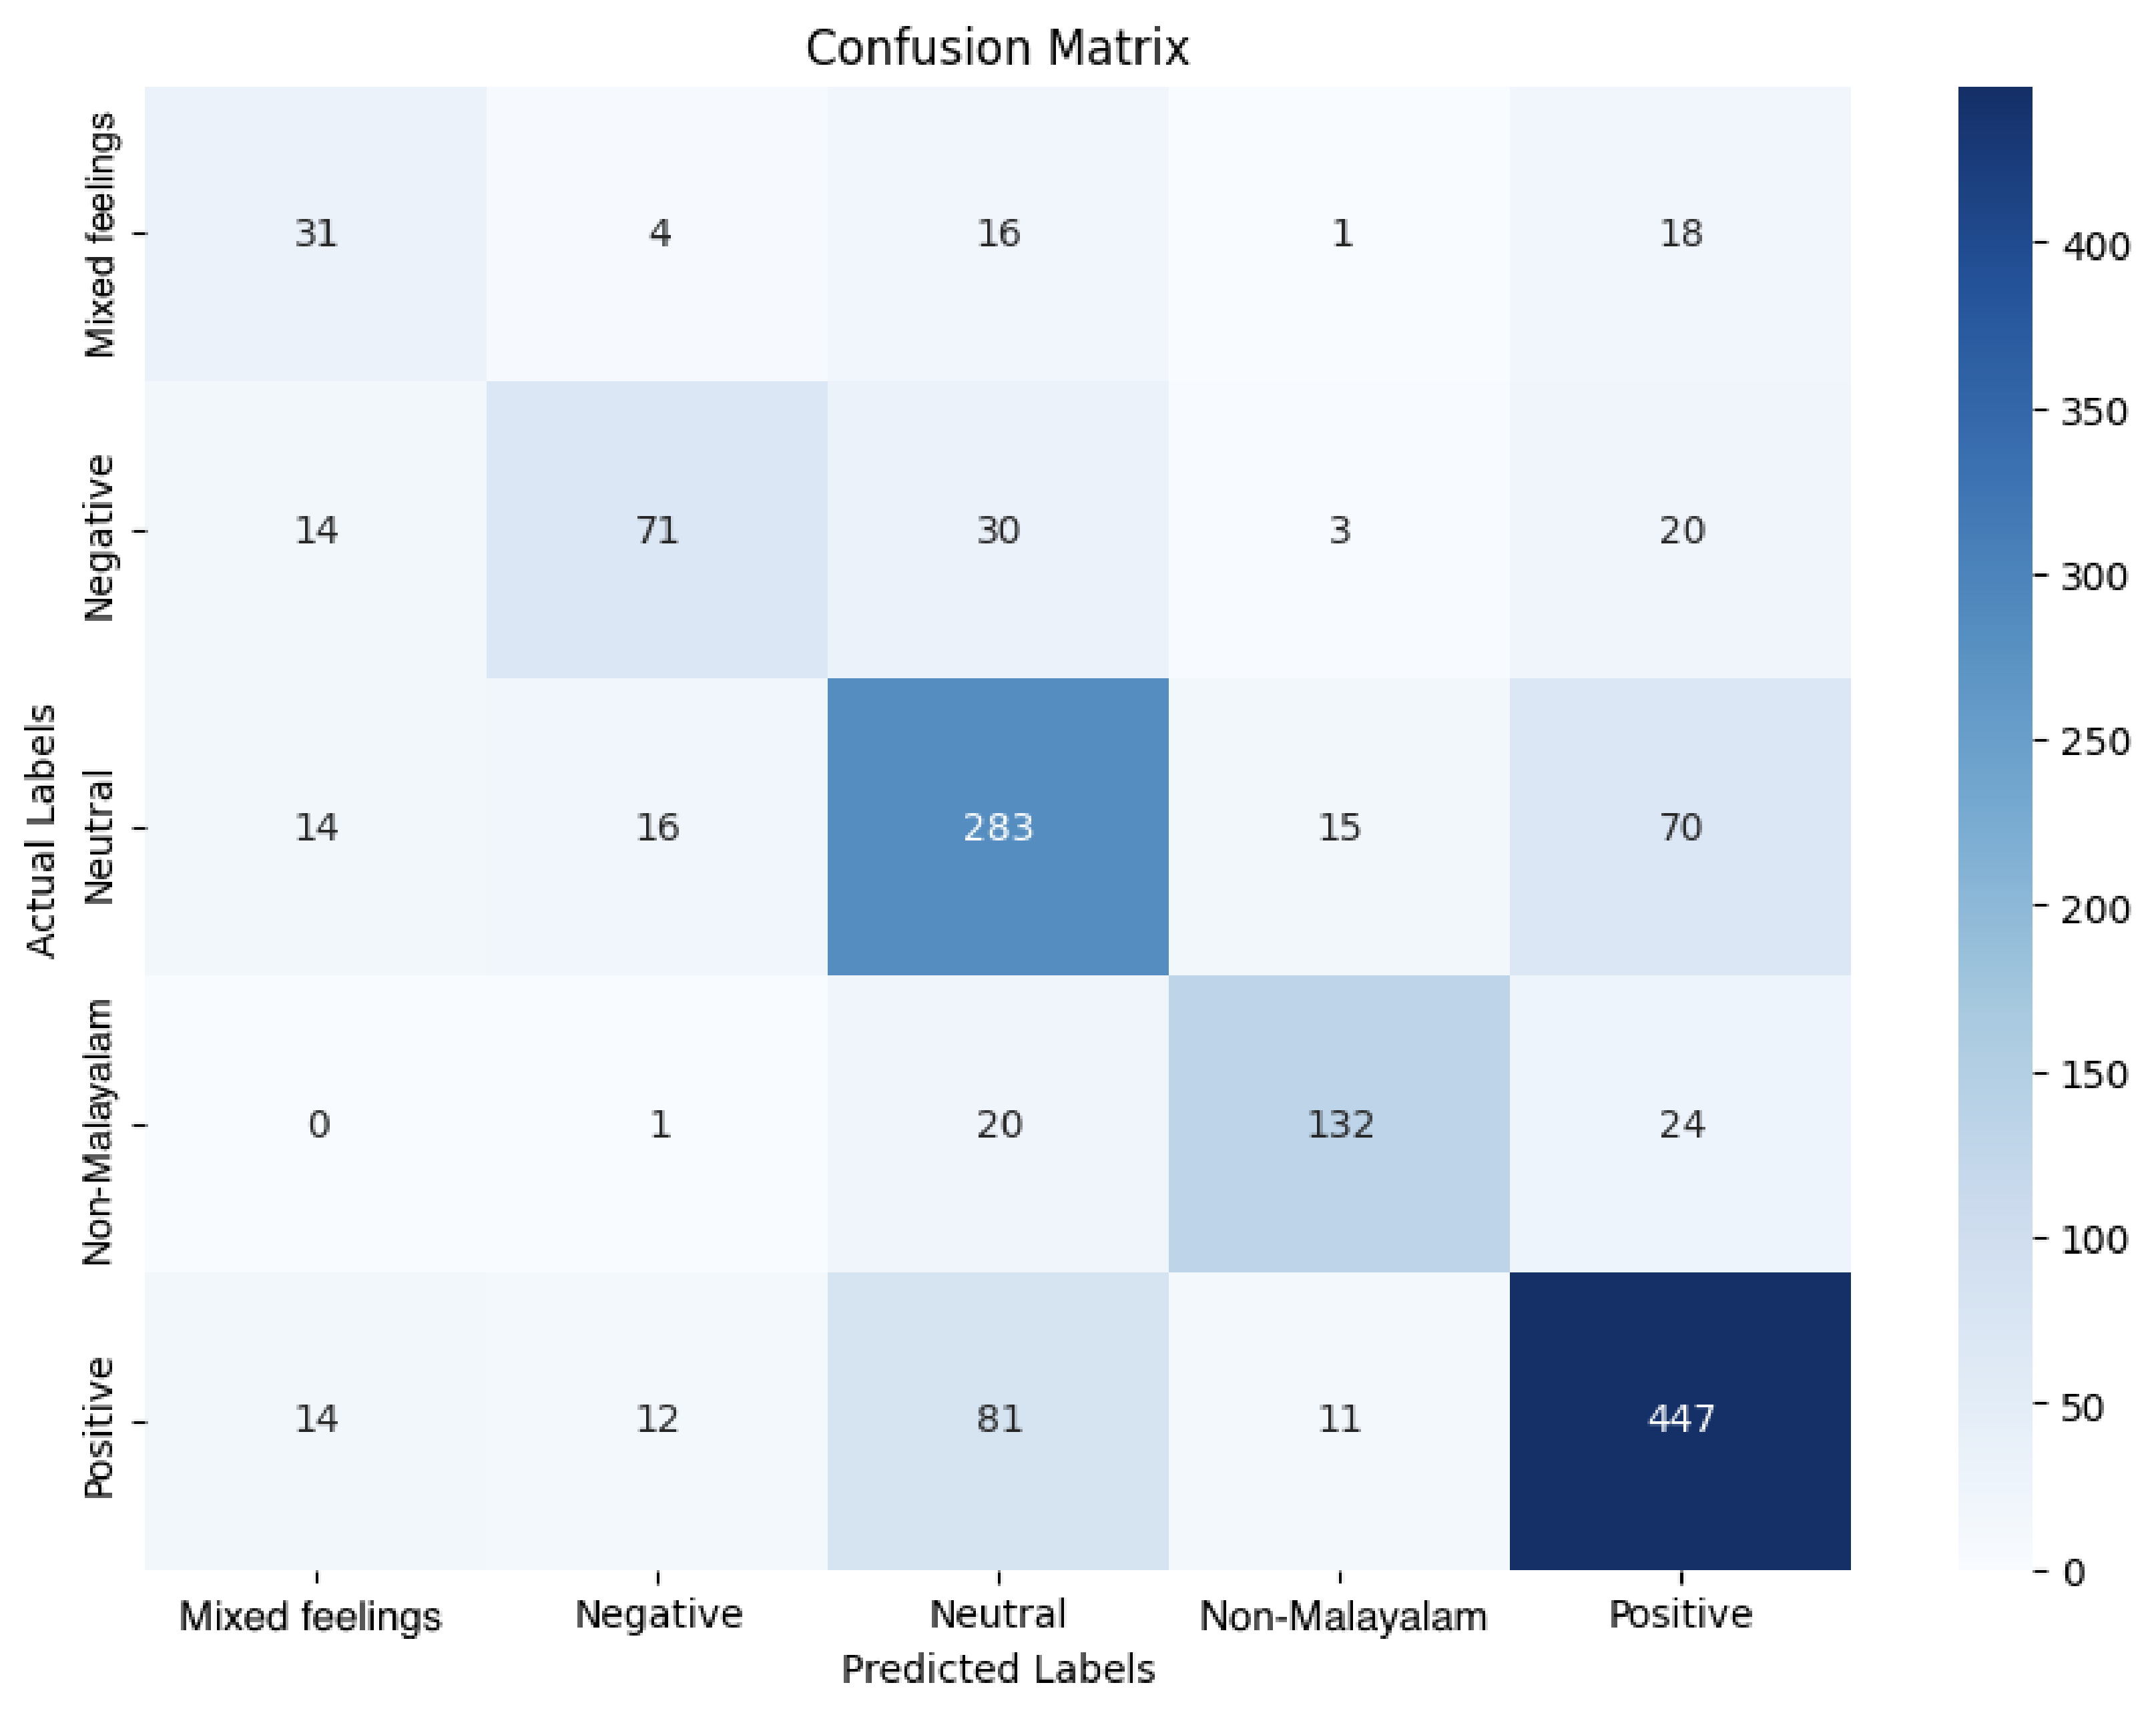 Confusion Matrix
Actual Labels
Mixed feelings 31 4 16 1 18
Negative 14 71 30 3 20
Neutral 14 16 283 15 70
Non-Malayalam 0 1 20 132 24
Positive 14 12 81 11 447
Mixed feelings Negative Neutral Non-Malayalam Positive
Predicted Labels
400
350
300
250
200
150
100
50
0